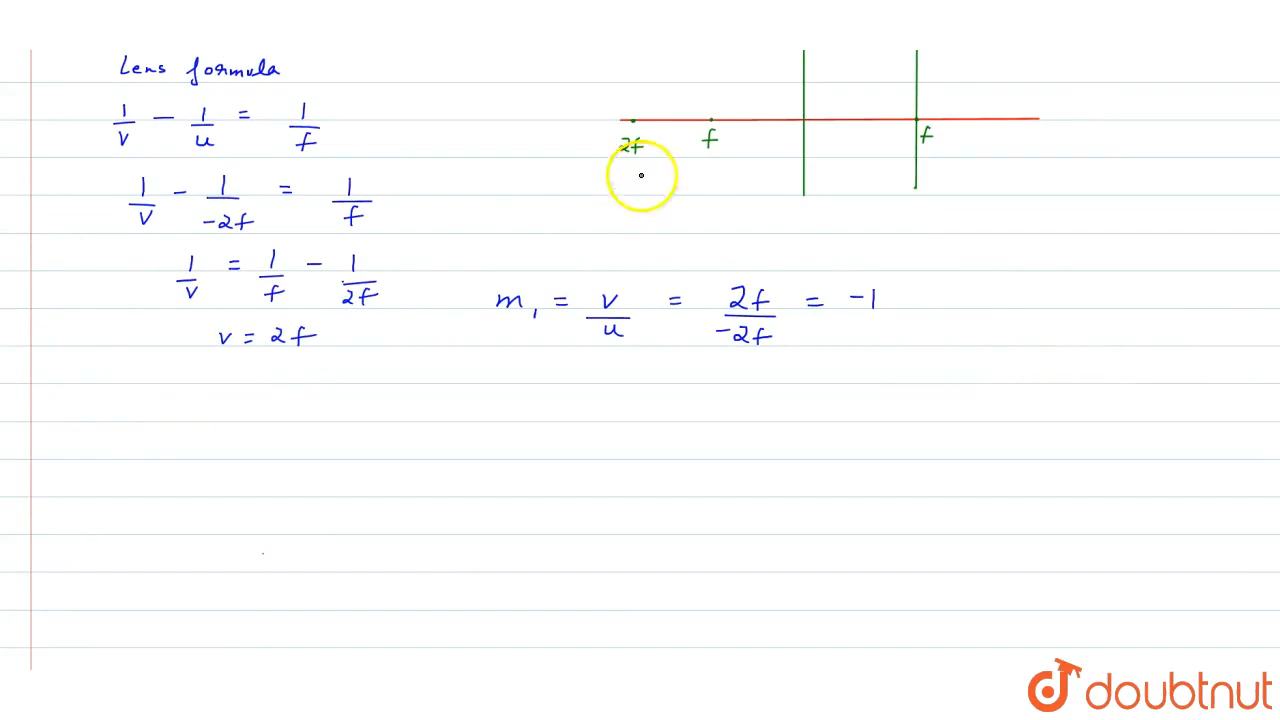 Lens formula
1/v - 1/u = 1/f
1/v - 1/-2f = 1/f
1/v = 1/f - 1/2f
v = 2f
2f f f
m1 = v/u = 2f/-2f = -1
doubtnut